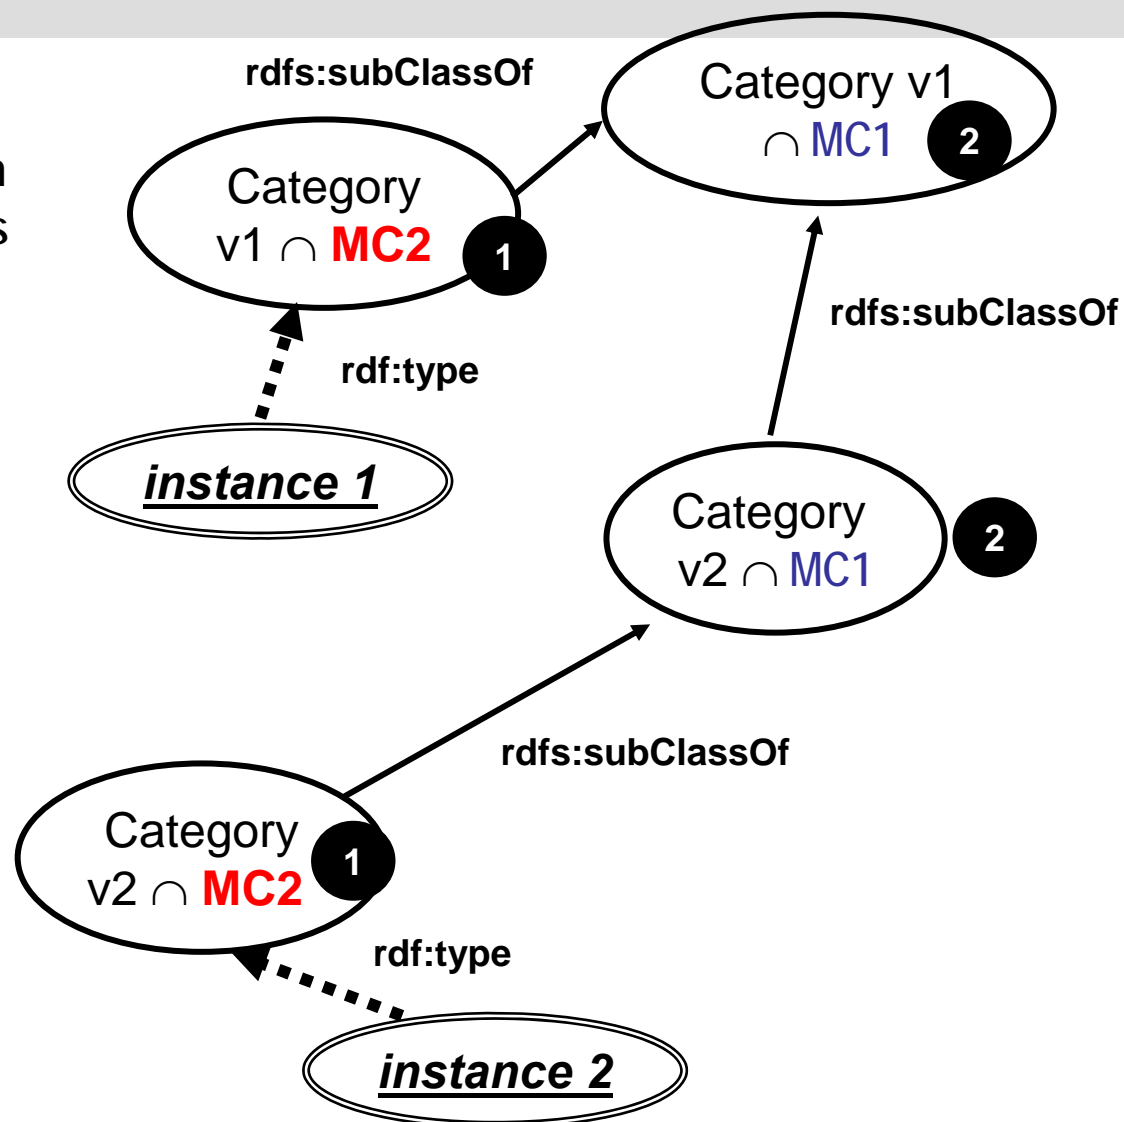 rdfs:subClassOf
Category v1
∩ MC1
2
Category
v1 ∩ MC2
1
rdfs:subClassOf
rdf:type
instance 1
Category
v2 ∩ MC1
2
rdfs:subClassOf
Category
v2 ∩ MC2
1
rdf:type
instance 2